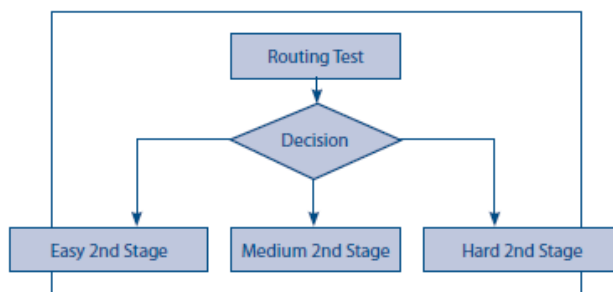 Routing Test
Decision
Easy 2nd Stage
Medium 2nd Stage
Hard 2nd Stage